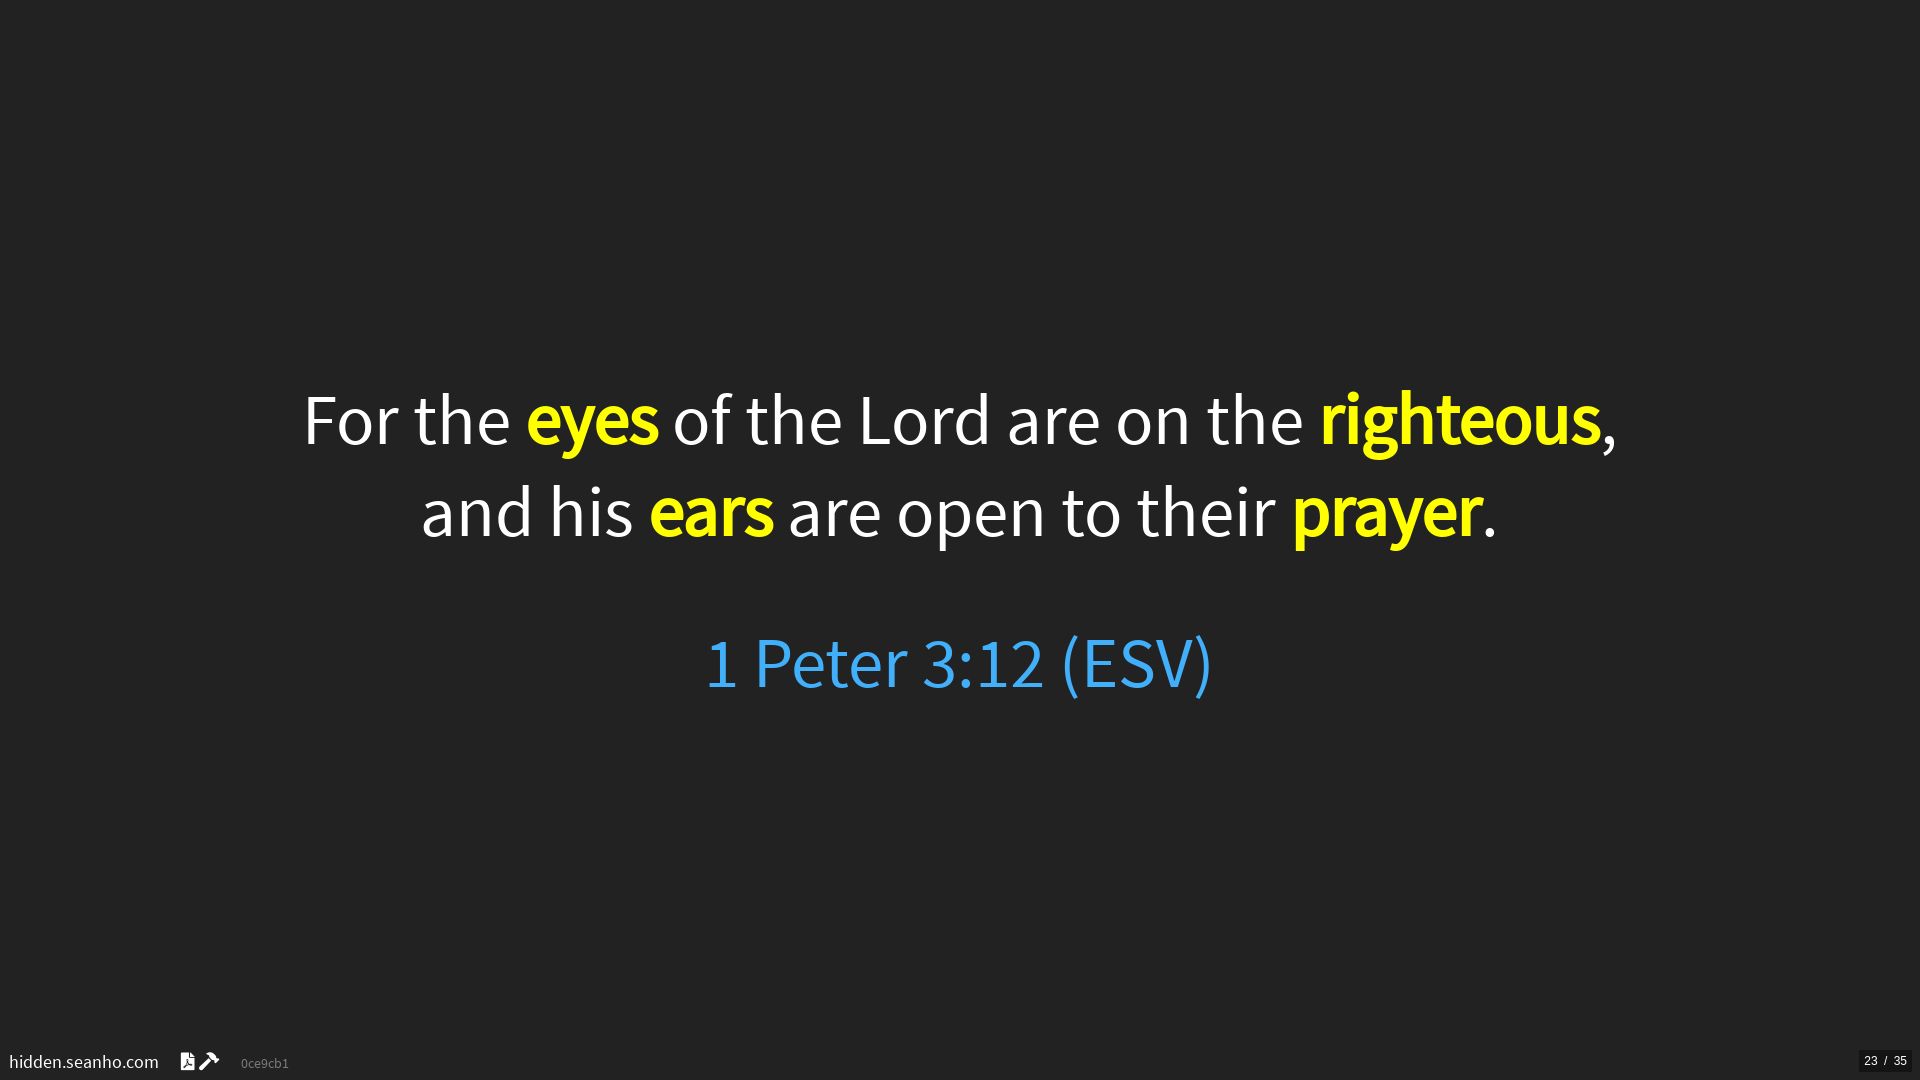 For the eyes of the Lord are on the righteous,
and his ears are open to their prayer.
1 Peter 3:12 (ESV)
hidden.seanho.com 0ce9cb1
23 / 35